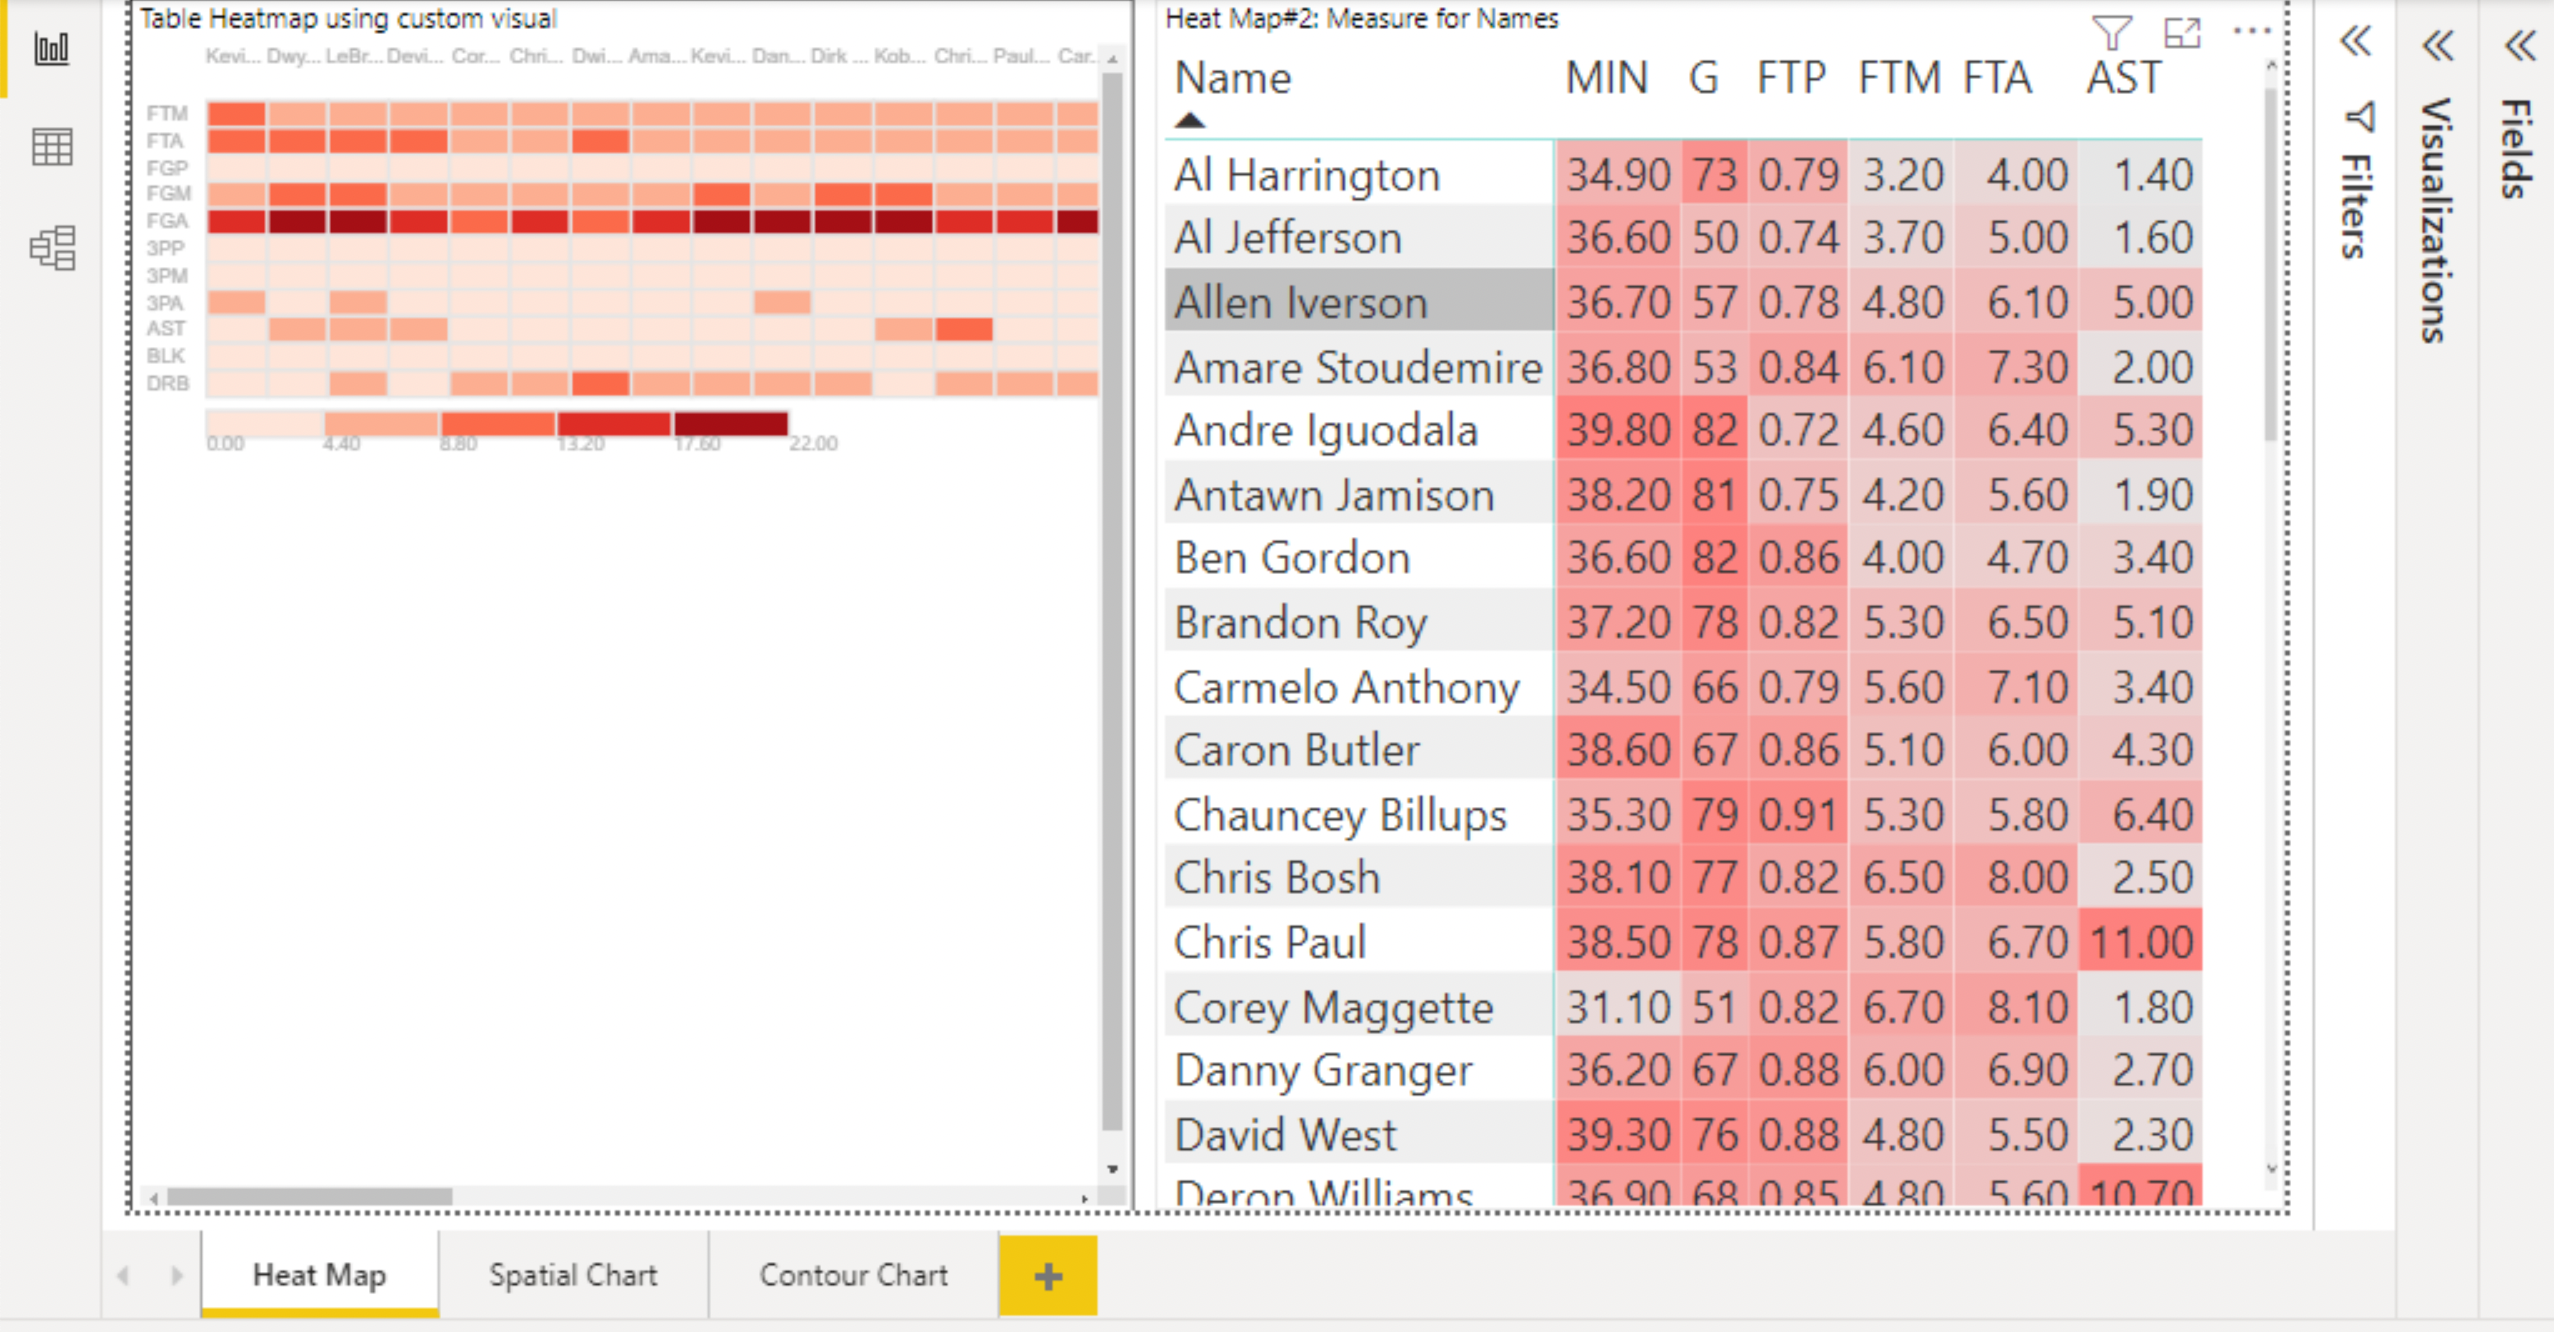 Table Heatmap using custom visual
Kevi... Dwy... LeBr... Devi... Cor... Chri... Dwi... Ama... Kevi... Dan... Dirk ... Kob... Chri... Paul... Car...
FTM
FTA
FGP
FGM
FGA
3PP
3PM
3PA
AST
BLK
DRB
0.00 4.40 8.80 13.20 17.60 22.00
Heat Map#2: Measure for Names
Name MIN G FTP FTM FTA AST
Al Harrington 34.90 73 0.79 3.20 4.00 1.40
Al Jefferson 36.60 50 0.74 3.70 5.00 1.60
Allen Iverson 36.70 57 0.78 4.80 6.10 5.00
Amare Stoudemire 36.80 53 0.84 6.10 7.30 2.00
Andre Iguodala 39.80 82 0.72 4.60 6.40 5.30
Antawn Jamison 38.20 81 0.75 4.20 5.60 1.90
Ben Gordon 36.60 82 0.86 4.00 4.70 3.40
Brandon Roy 37.20 78 0.82 5.30 6.50 5.10
Carmelo Anthony 34.50 66 0.79 5.60 7.10 3.40
Caron Butler 38.60 67 0.86 5.10 6.00 4.30
Chauncey Billups 35.30 79 0.91 5.30 5.80 6.40
Chris Bosh 38.10 77 0.82 6.50 8.00 2.50
Chris Paul 38.50 78 0.87 5.80 6.70 11.00
Corey Maggette 31.10 51 0.82 6.70 8.10 1.80
Danny Granger 36.20 67 0.88 6.00 6.90 2.70
David West 39.30 76 0.88 4.80 5.50 2.30
Deron Williams 36.90 68 0.85 4.80 5.60 10.70
Filters
Visualizations
Fields
Heat Map Spatial Chart Contour Chart +